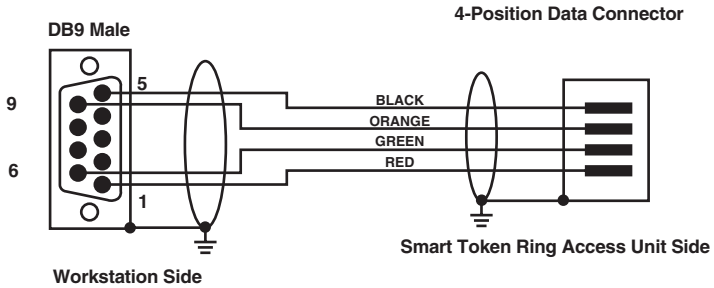 4-Position Data Connector
DB9 Male
5
9
BLACK
ORANGE
GREEN
RED
6
1
Smart Token Ring Access Unit Side
Workstation Side